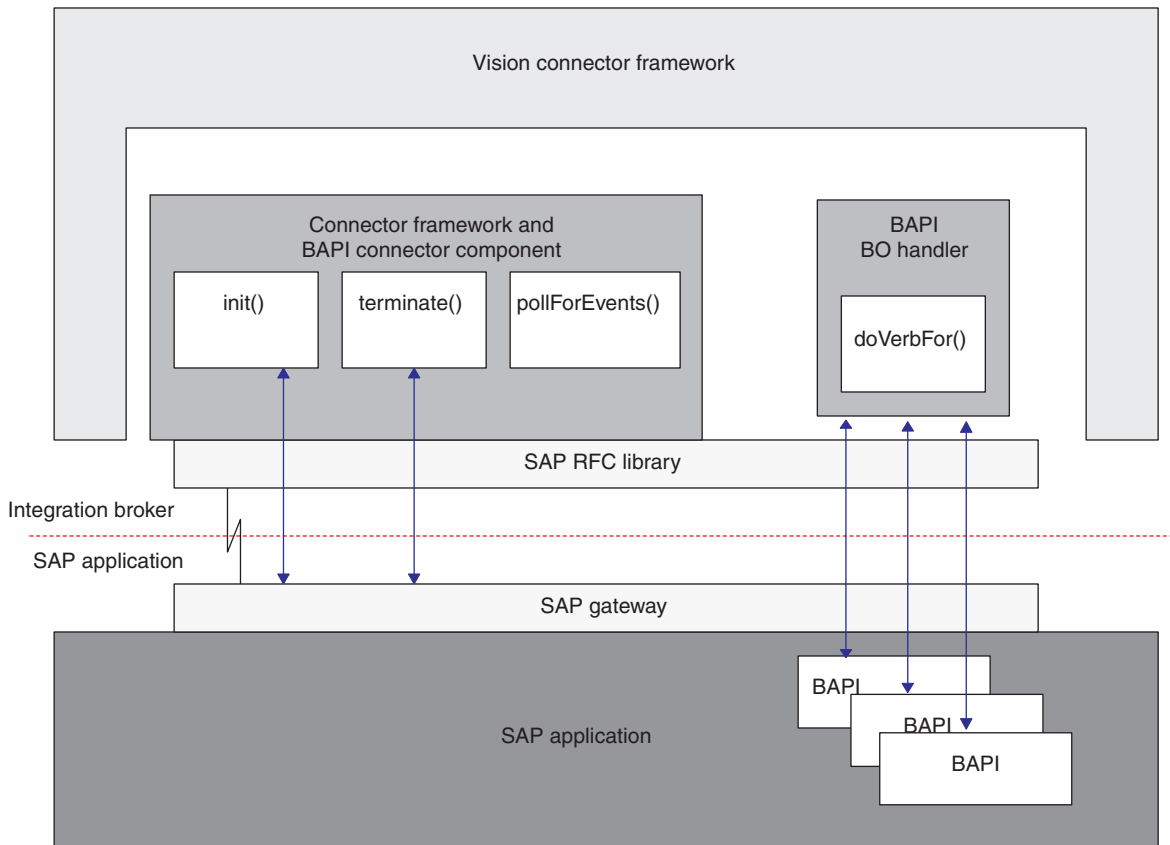 Vision connector framework
Connector framework and
BAPI connector component
init()
terminate()
pollForEvents()
BAPI
BO handler
doVerbFor()
SAP RFC library
Integration broker
SAP application
SAP gateway
SAP application
BAPI
BAPI
BAPI